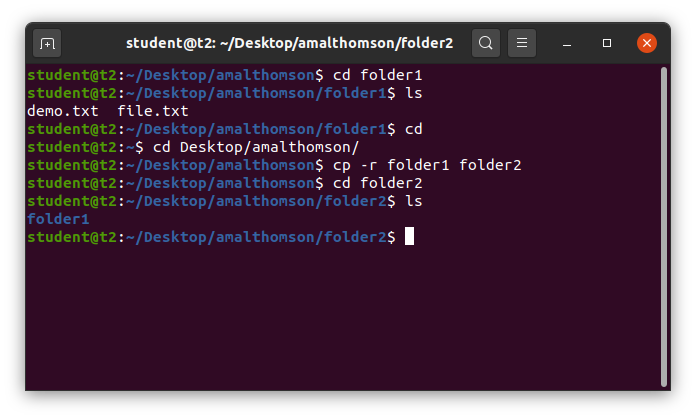 student@t2: ~/Desktop/amalthomson/folder2
student@t2:~/Desktop/amalthomson$ cd folder1
student@t2:~/Desktop/amalthomson/folder1$ ls
demo.txt  file.txt
student@t2:~/Desktop/amalthomson/folder1$ cd
student@t2:~$ cd Desktop/amalthomson/
student@t2:~/Desktop/amalthomson$ cp -r folder1 folder2
student@t2:~/Desktop/amalthomson$ cd folder2
student@t2:~/Desktop/amalthomson/folder2$ ls
folder1
student@t2:~/Desktop/amalthomson/folder2$